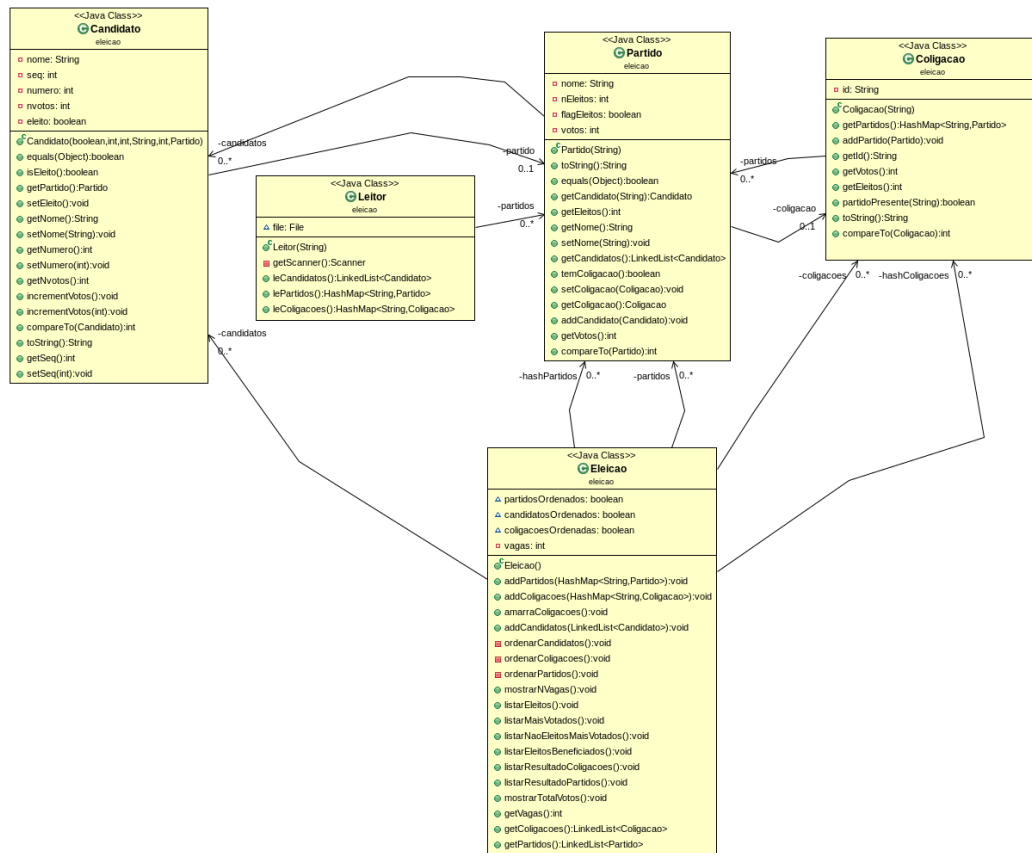 <<Java Class>>
Candidato
eleicao
nome: String
seq: int
numero: int
nvotos: int
eleito: boolean
Candidato(boolean,int,int,String,int,Partido)
equals(Object):boolean
isEleito():boolean
getPartido():Partido
setEleito():void
getNome():String
setNome(String):void
getNumero():int
setNumero(int):void
getNvotos():int
incrementVotos():void
incrementVotos(int):void
compareTo(Candidato):int
toString():String
getSeq():int
setSeq(int):void
-candidatos
0..*
-partido
0..1
<<Java Class>>
Leitor
eleicao
file: File
Leitor(String)
getScanner():Scanner
leCandidatos():LinkedList<Candidato>
lePartidos():HashMap<String,Partido>
leColigacoes():HashMap<String,Coligacao>
-partidos
0..*
<<Java Class>>
Partido
eleicao
nome: String
nEleitos: int
flagEleitos: boolean
votos: int
Partido(String)
toString():String
equals(Object):boolean
getCandidato(String):Candidato
getEleitos():int
getNome():String
setNome(String):void
getCandidatos():LinkedList<Candidato>
temColigacao():boolean
setColigacao(Coligacao):void
getColigacao():Coligacao
addCandidato(Candidato):void
getVotos():int
compareTo(Partido):int
-partidos
0..*
-coligacao
0..1
<<Java Class>>
Coligacao
eleicao
id: String
Coligacao(String)
getPartidos():HashMap<String,Partido>
addPartido(Partido):void
getId():String
getVotos():int
getEleitos():int
partidoPresente(String):boolean
toString():String
compareTo(Coligacao):int
-coligacoes 0..*
-hashColigacoes 0..*
-candidatos
0..*
-hashPartidos 0..*
-partidos 0..*
<<Java Class>>
Eleicao
eleicao
partidosOrdenados: boolean
candidatosOrdenados: boolean
coligacoesOrdenadas: boolean
vagas: int
Eleicao()
addPartidos(HashMap<String,Partido>):void
addColigacoes(HashMap<String,Coligacao>):void
amarraColigacoes():void
addCandidatos(LinkedList<Candidato>):void
ordenarCandidatos():void
ordenarColigacoes():void
ordenarPartidos():void
mostrarNVagas():void
listarEleitos():void
listarMaisVotados():void
listarNaoEleitosMaisVotados():void
listarEleitosBeneficiados():void
listarResultadoColigacoes():void
listarResultadoPartidos():void
mostrarTotalVotos():void
getVagas():int
getColigacoes():LinkedList<Coligacao>
getPartidos():LinkedList<Partido>